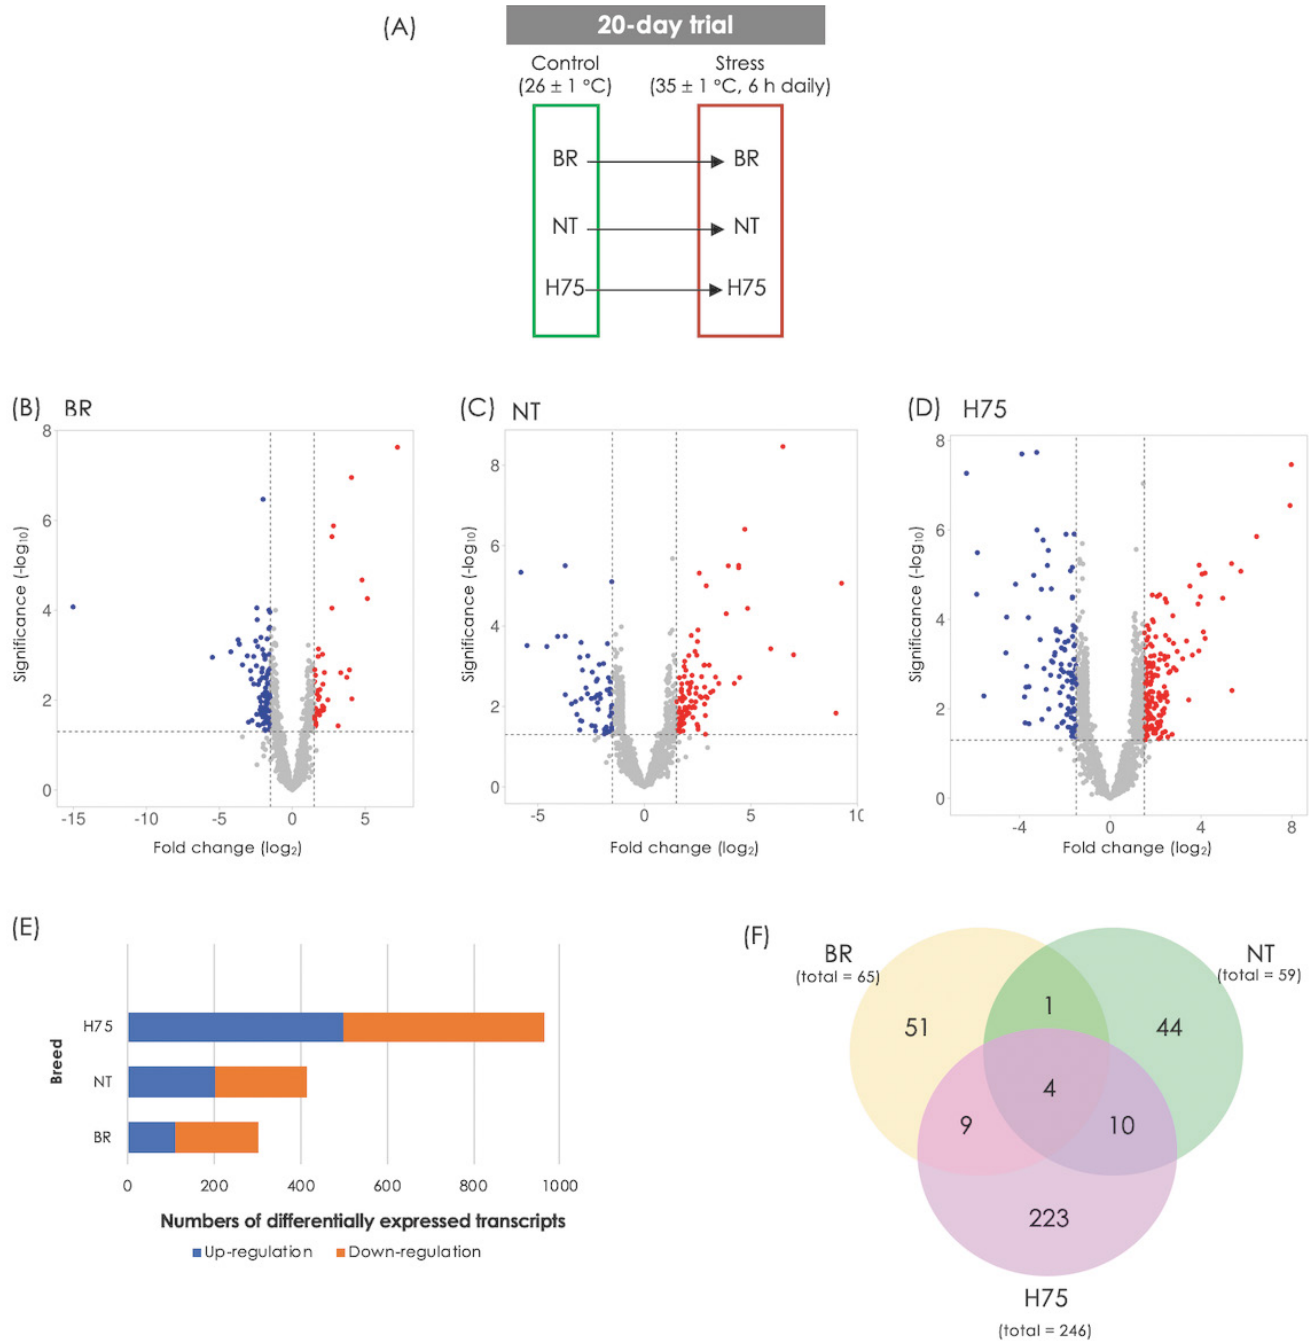 (A)
20-day trial
Control
(26 ± 1 °C)
Stress
(35 ± 1 °C, 6 h daily)
BR
BR
NT
NT
H75
H75
(B) BR
8
6
4
2
0
Significance (-log₁₀)
-15
-10
-5
0
5
Fold change (log₂)
(C) NT
8
6
4
2
0
Significance (-log₁₀)
-5
0
5
10
Fold change (log₂)
(D) H75
8
6
4
2
0
Significance (-log₁₀)
-4
0
4
8
Fold change (log₂)
(E)
Breed
H75
NT
BR
0
200
400
600
800
1000
Numbers of differentially expressed transcripts
Up-regulation
Down-regulation
(F)
BR
(total = 65)
NT
(total = 59)
51
1
44
4
9
10
223
H75
(total = 246)